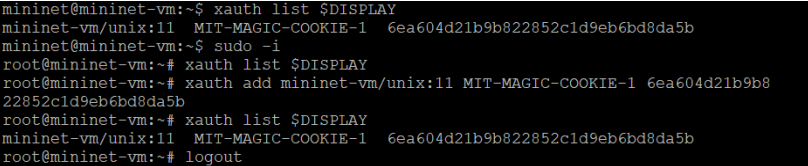 mininet@mininet-vm:~$ xauth list $DISPLAY
mininet-vm/unix:11  MIT-MAGIC-COOKIE-1  6ea604d21b9b822852c1d9eb6bd8da5b
mininet@mininet-vm:~$ sudo -i
root@mininet-vm:~# xauth list $DISPLAY
root@mininet-vm:~# xauth add mininet-vm/unix:11 MIT-MAGIC-COOKIE-1 6ea604d21b9b8
22852c1d9eb6bd8da5b
root@mininet-vm:~# xauth list $DISPLAY
mininet-vm/unix:11  MIT-MAGIC-COOKIE-1  6ea604d21b9b822852c1d9eb6bd8da5b
root@mininet-vm:~# logout